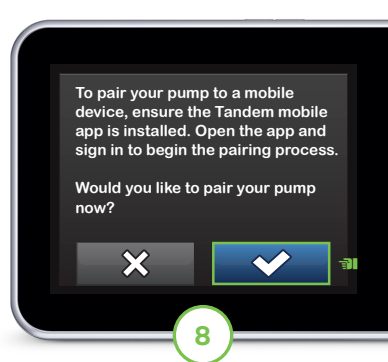 To pair your pump to a mobile
device, ensure the Tandem mobile
app is installed. Open the app and
sign in to begin the pairing process.
Would you like to pair your pump
now?
8